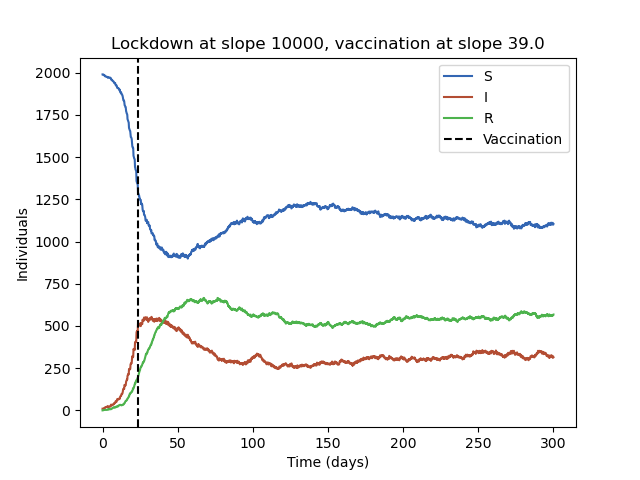 Lockdown at slope 10000, vaccination at slope 39.0
S
I
R
Vaccination
Individuals
2000
1750
1500
1250
1000
750
500
250
0
0 50 100 150 200 250 300
Time (days)